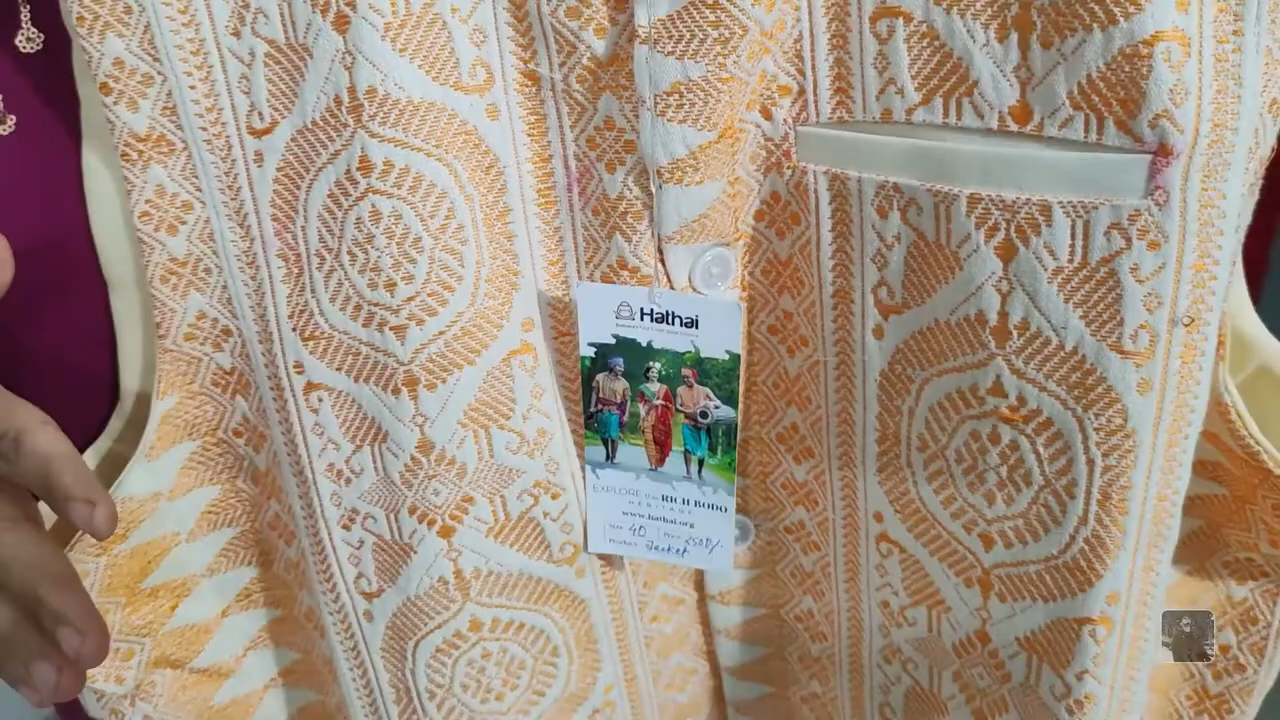 Hathai
EXPLORE the RICH BODO
HERITAGE
www.hathai.org
Size: 40 Price: 2500/-
Product: Jacket